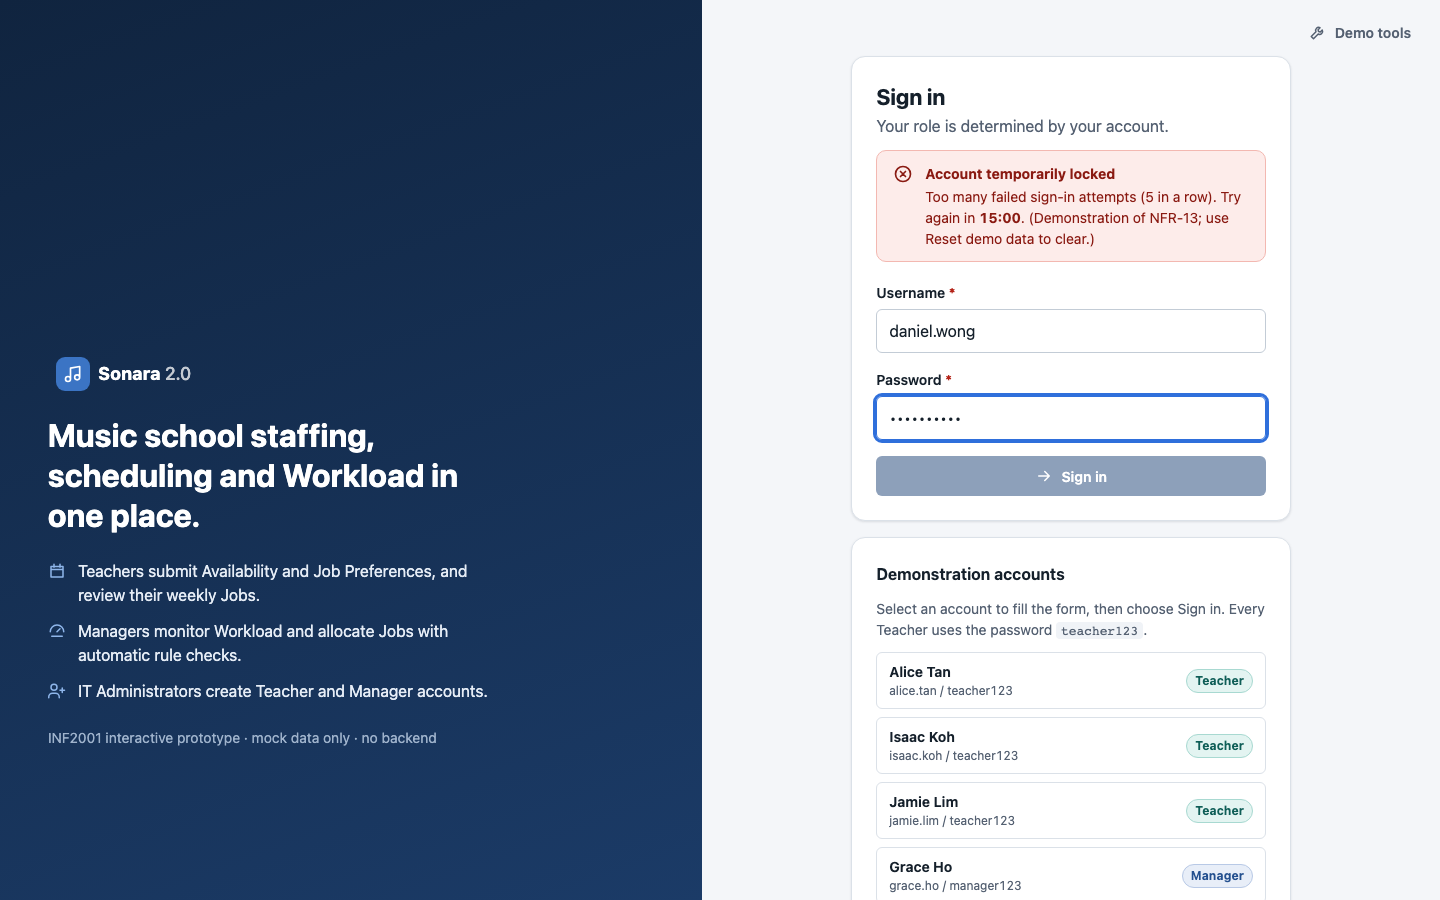 Demo tools
Sonara 2.0
Music school staffing,
scheduling and Workload in
one place.
Teachers submit Availability and Job Preferences, and
review their weekly Jobs.
Managers monitor Workload and allocate Jobs with
automatic rule checks.
IT Administrators create Teacher and Manager accounts.
INF2001 interactive prototype · mock data only · no backend
Sign in
Your role is determined by your account.
Account temporarily locked
Too many failed sign-in attempts (5 in a row). Try
again in 15:00. (Demonstration of NFR-13; use
Reset demo data to clear.)
Username *
daniel.wong
Password *
••••••••••
Sign in
Demonstration accounts
Select an account to fill the form, then choose Sign in. Every
Teacher uses the password teacher123.
Alice Tan
alice.tan / teacher123
Teacher
Isaac Koh
isaac.koh / teacher123
Teacher
Jamie Lim
jamie.lim / teacher123
Teacher
Grace Ho
grace.ho / manager123
Manager